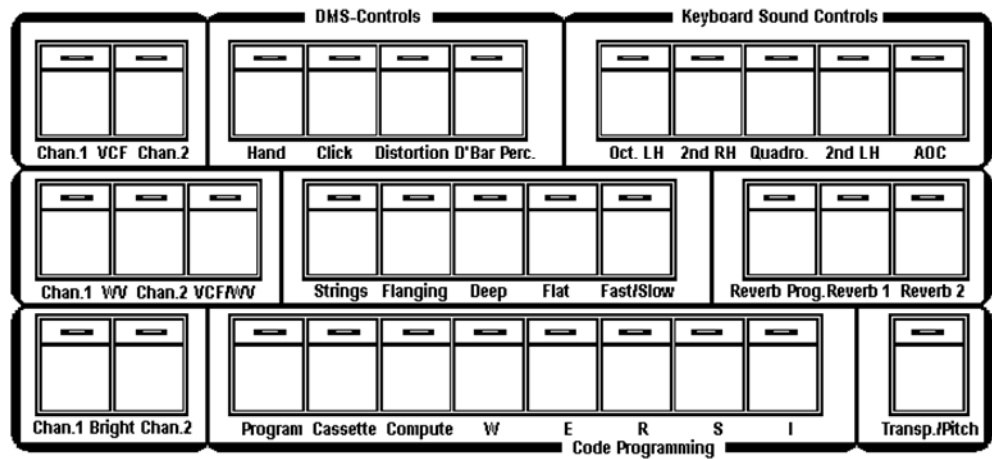 DMS-Controls Keyboard Sound Controls
Chan.1 VCF Chan.2 Hand Click Distortion D'Bar Perc. Oct. LH 2nd RH Quadro. 2nd LH AOC
Chan.1 WV Chan.2 VCF/WV Strings Flanging Deep Flat Fast/Slow Reverb Prog. Reverb 1 Reverb 2
Chan.1 Bright Chan.2 Program Cassette Compute W E R S I Transp./Pitch
Code Programming